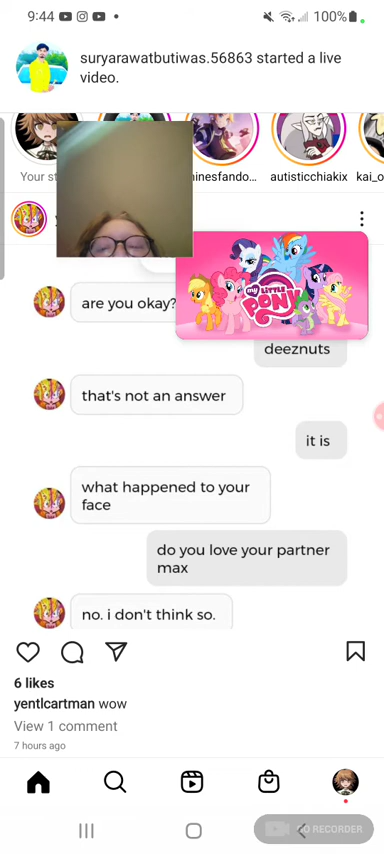 9:44
100%
suryarawatbutiwas.56863 started a live
video.
Your st
ninesfando...
autisticchiakix
kai_o
are you okay?
MY LITTLE
PONY
deeznuts
that's not an answer
it is
what happened to your
face
do you love your partner
max
no. i don't think so.
6 likes
yentlcartman wow
View 1 comment
7 hours ago
GO RECORDER